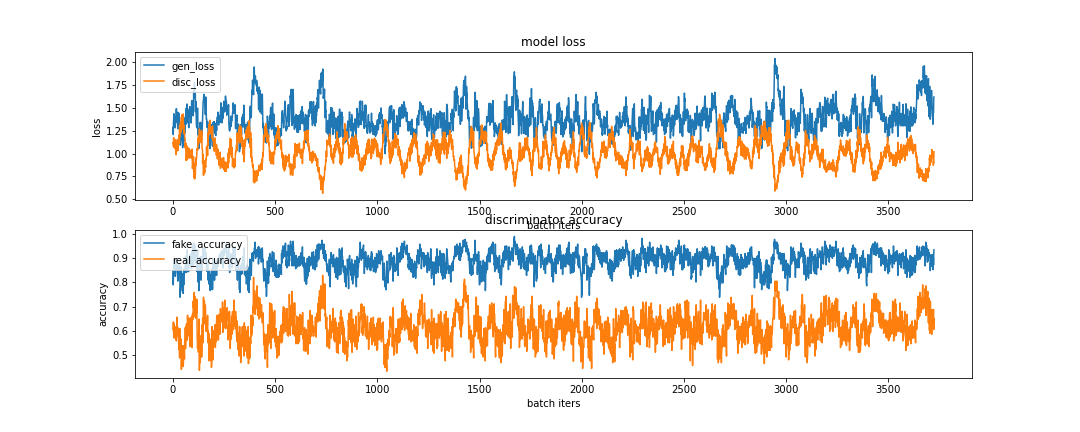 model loss
2.00
1.75
1.50
1.25
1.00
0.75
0.50
loss
gen_loss
disc_loss
0 500 1000 1500 2000 2500 3000 3500
batch iters
discriminator accuracy
1.0
0.9
0.8
0.7
0.6
0.5
accuracy
fake_accuracy
real_accuracy
0 500 1000 1500 2000 2500 3000 3500
batch iters